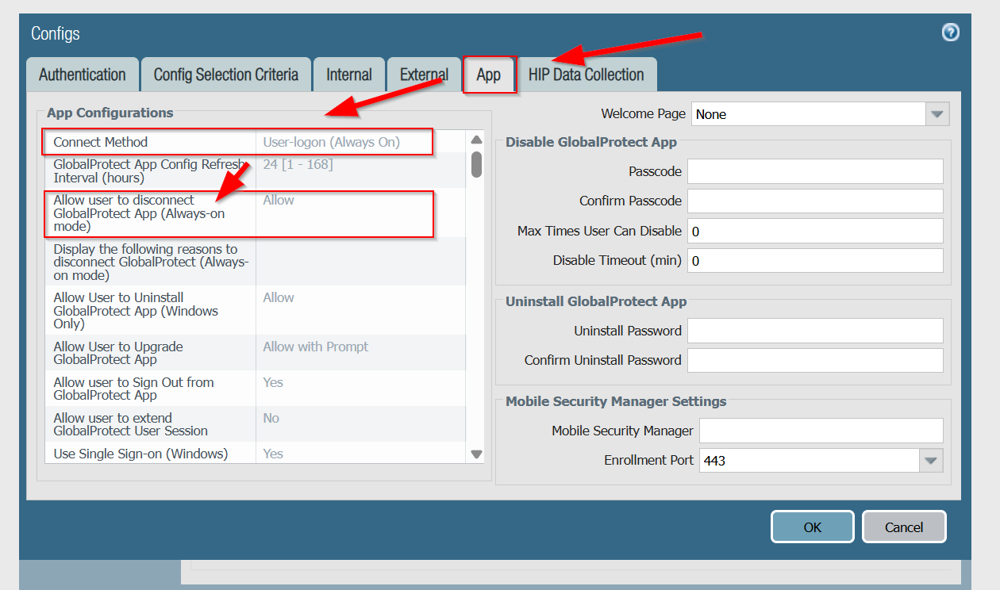 Configs
Authentication
Config Selection Criteria
Internal
External
App
HIP Data Collection
App Configurations
Connect Method
User-logon (Always On)
GlobalProtect App Config Refresh
Interval (hours)
24 [1 - 168]
Allow user to disconnect
GlobalProtect App (Always-on
mode)
Allow
Display the following reasons to
disconnect GlobalProtect (Always-
on mode)
Allow User to Uninstall
GlobalProtect App (Windows
Only)
Allow
Allow User to Upgrade
GlobalProtect App
Allow with Prompt
Allow user to Sign Out from
GlobalProtect App
Yes
Allow user to extend
GlobalProtect User Session
No
Use Single Sign-on (Windows)
Yes
Welcome Page
None
Disable GlobalProtect App
Passcode
Confirm Passcode
Max Times User Can Disable
0
Disable Timeout (min)
0
Uninstall GlobalProtect App
Uninstall Password
Confirm Uninstall Password
Mobile Security Manager Settings
Mobile Security Manager
Enrollment Port
443
OK
Cancel